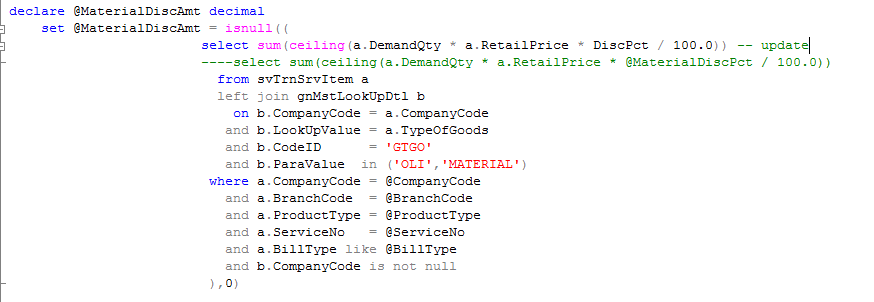 declare @MaterialDiscAmt decimal
set @MaterialDiscAmt = isnull((
select sum(ceiling(a.DemandQty * a.RetailPrice * DiscPct / 100.0)) -- update
----select sum(ceiling(a.DemandQty * a.RetailPrice * @MaterialDiscPct / 100.0))
from svTrnSrvItem a
left join gnMstLookUpDtl b
on b.CompanyCode = a.CompanyCode
and b.LookUpValue = a.TypeOfGoods
and b.CodeID = 'GTGO'
and b.ParaValue in ('OLI','MATERIAL')
where a.CompanyCode = @CompanyCode
and a.BranchCode = @BranchCode
and a.ProductType = @ProductType
and a.ServiceNo = @ServiceNo
and a.BillType like @BillType
and b.CompanyCode is not null
),0)